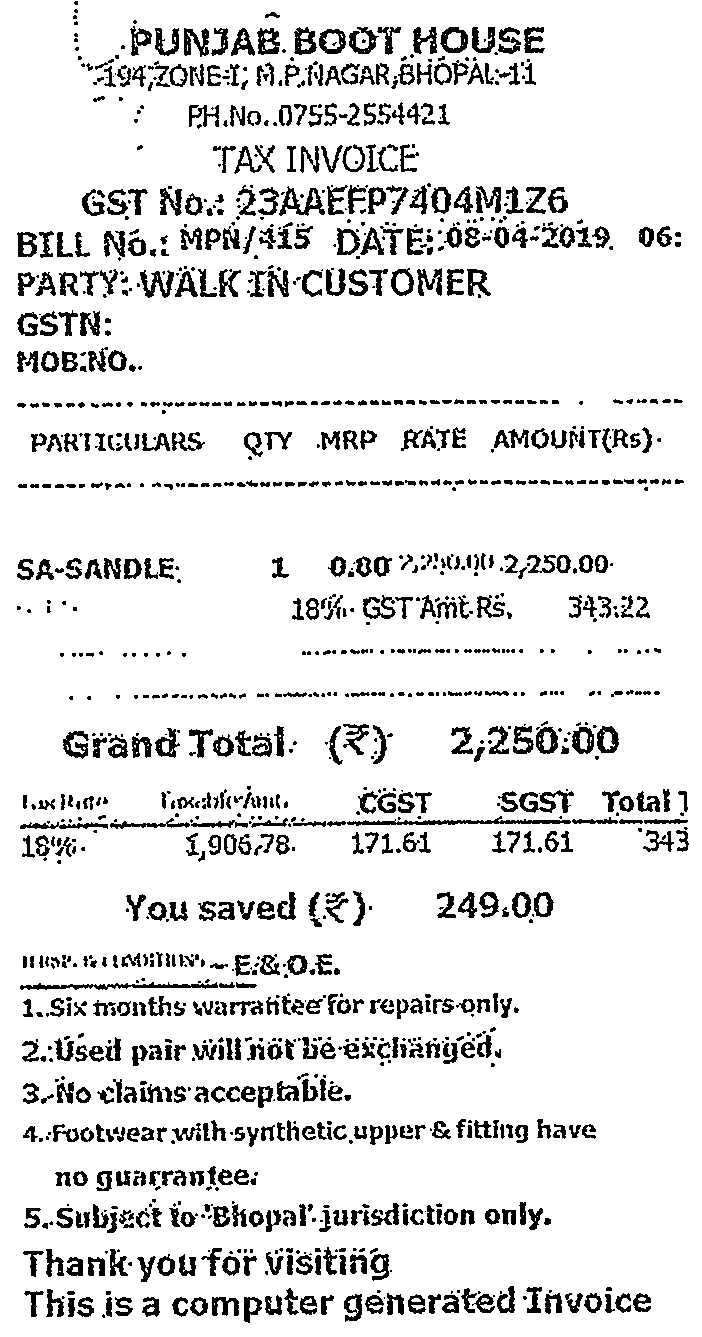 PUNJAB BOOT HOUSE
194,ZONE-I, M.P.NAGAR,BHOPAL-11
PH.No.:0755-2554421
TAX INVOICE
GST No.: 23AAEFP7404M1Z6
BILL No.: MPN/415 DATE: 08-04-2019 06:
PARTY: WALK IN CUSTOMER
GSTN:
MOB.NO.
PARTICULARS QTY MRP RATE AMOUNT(Rs)
SA-SANDLE 1 0.00 2,250.00 2,250.00
18% GST Amt Rs. 343.22
Grand Total (₹) 2,250.00
Tax Rate Taxable Amt. CGST SGST Total
18% 1,906.78 171.61 171.61 343
You saved (₹) 249.00
TERMS & CONDITIONS E.& O.E.
1. Six months warrantee for repairs only.
2. Used pair will not be exchanged.
3. No claims acceptable.
4. Footwear with synthetic upper & fitting have
no guarrantee.
5. Subject to 'Bhopal' jurisdiction only.
Thank you for visiting
This is a computer generated Invoice